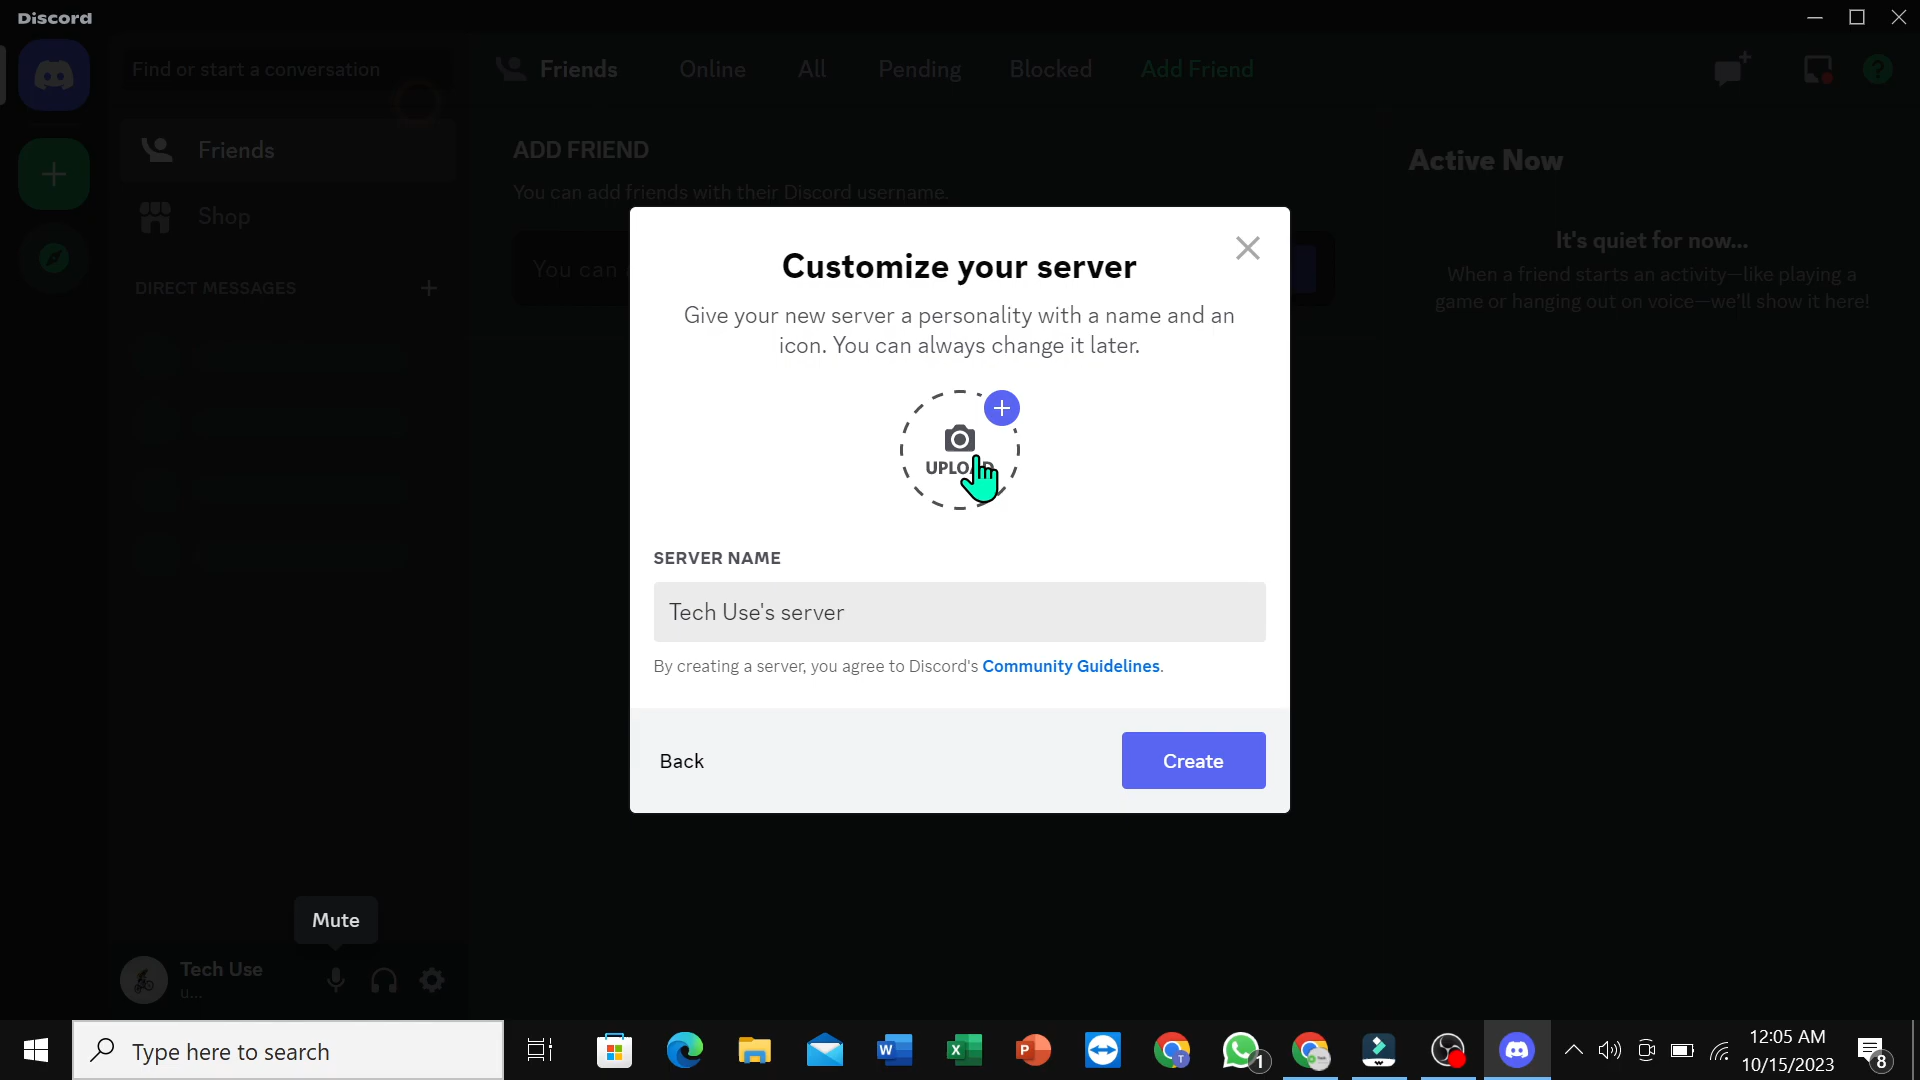 Discord
Find or start a conversation
Friends
Online
All
Pending
Blocked
Add Friend
Friends
Shop
DIRECT MESSAGES
ADD FRIEND
You can add friends with their Discord username.
You can
Active Now
It's quiet for now...
When a friend starts an activity—like playing a
game or hanging out on voice—we'll show it here!
Customize your server
Give your new server a personality with a name and an
icon. You can always change it later.
UPLOAD
SERVER NAME
Tech Use's server
By creating a server, you agree to Discord's Community Guidelines.
Back
Create
Mute
Tech Use
u...
Type here to search
1
12:05 AM
10/15/2023
8